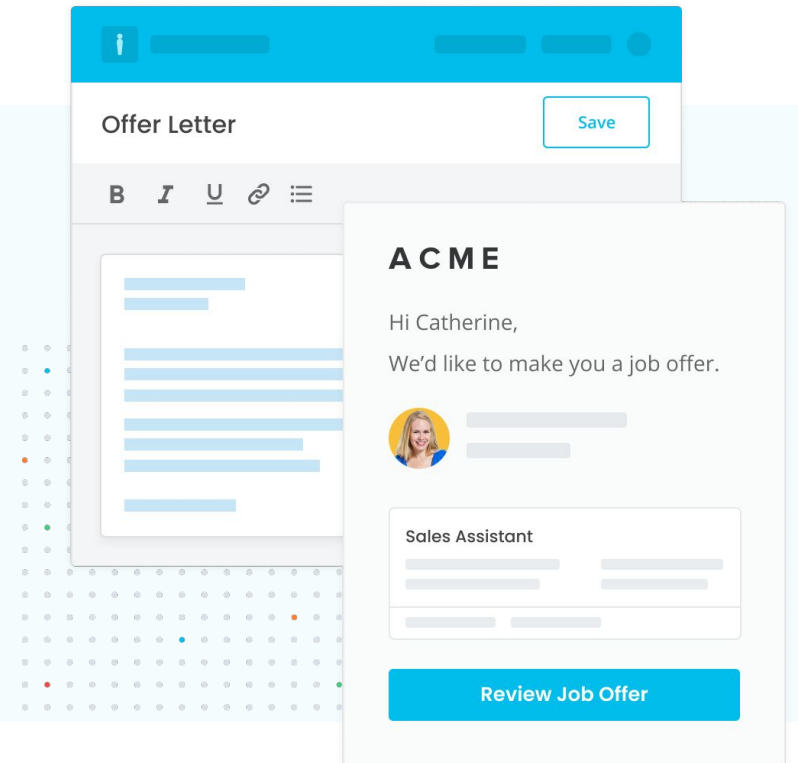 Offer Letter
Save
B I U
ACME
Hi Catherine,
We’d like to make you a job offer.
Sales Assistant
Review Job Offer